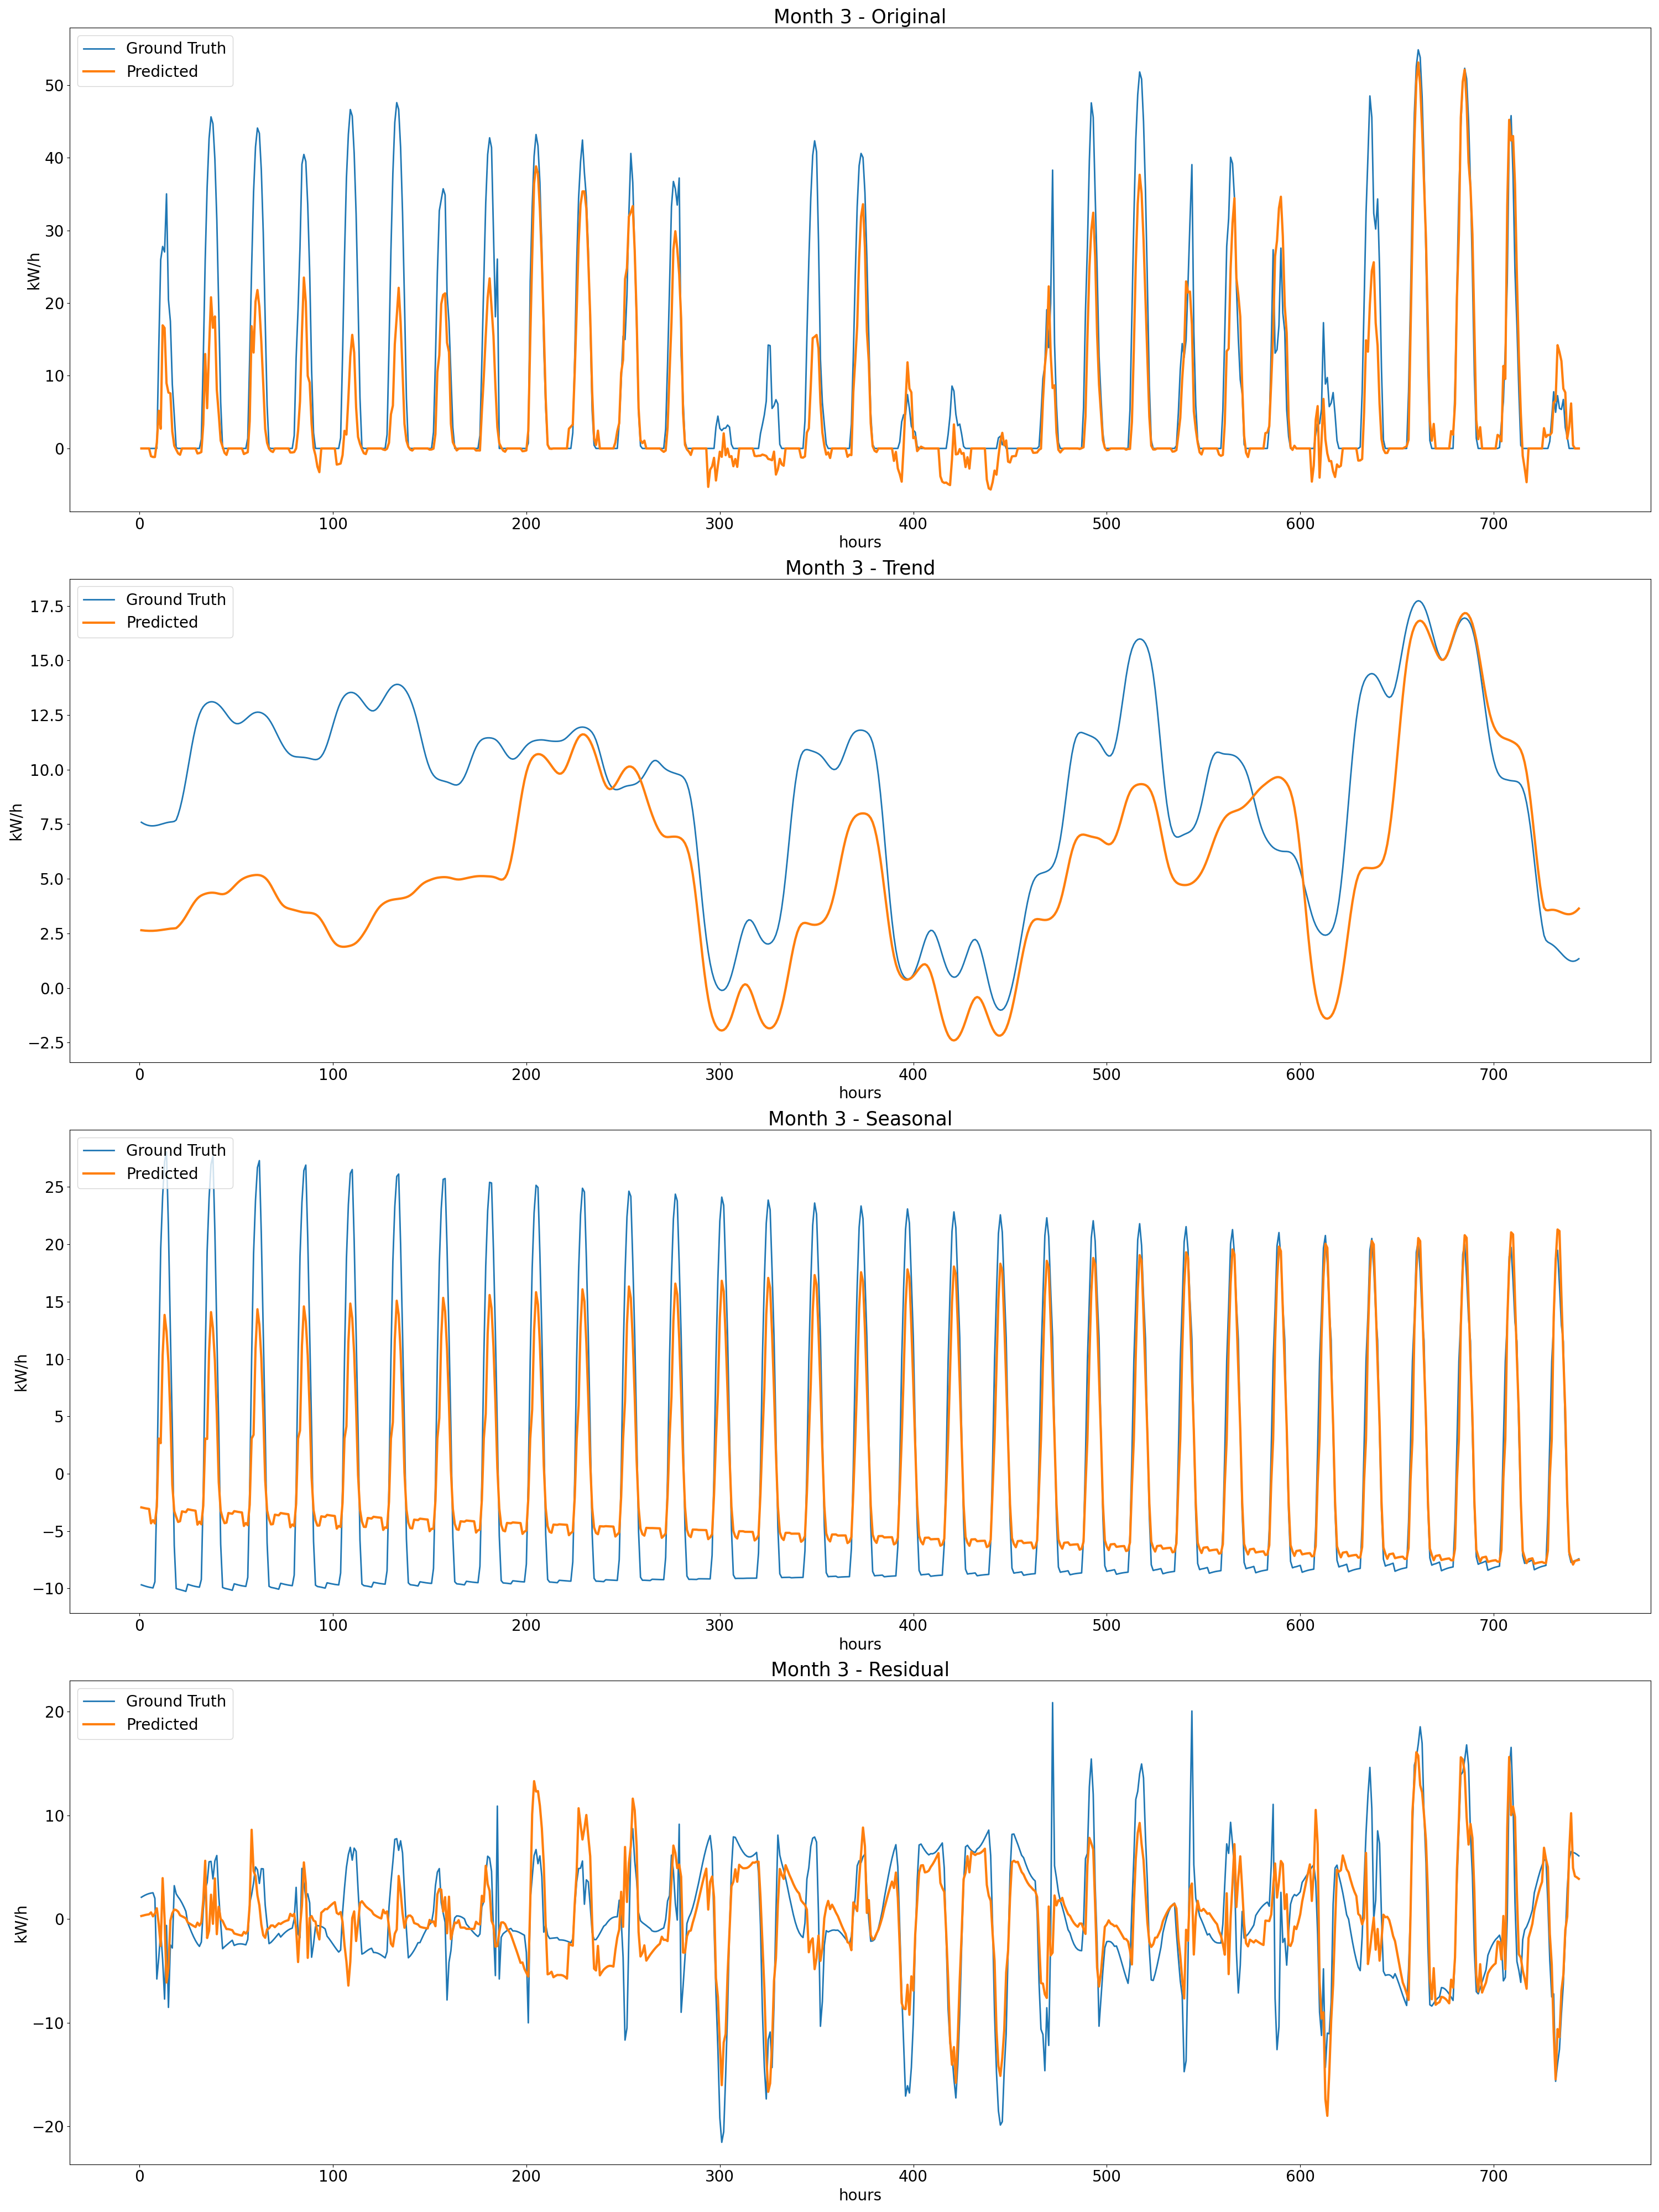 Month 3 - Original
Ground Truth
Predicted
50
40
30
20
10
0
kW/h
0 100 200 300 400 500 600 700
hours
Month 3 - Trend
Ground Truth
Predicted
17.5
15.0
12.5
10.0
7.5
5.0
2.5
0.0
−2.5
kW/h
0 100 200 300 400 500 600 700
hours
Month 3 - Seasonal
Ground Truth
Predicted
25
20
15
10
5
0
−5
−10
kW/h
0 100 200 300 400 500 600 700
hours
Month 3 - Residual
Ground Truth
Predicted
20
10
0
−10
−20
kW/h
0 100 200 300 400 500 600 700
hours